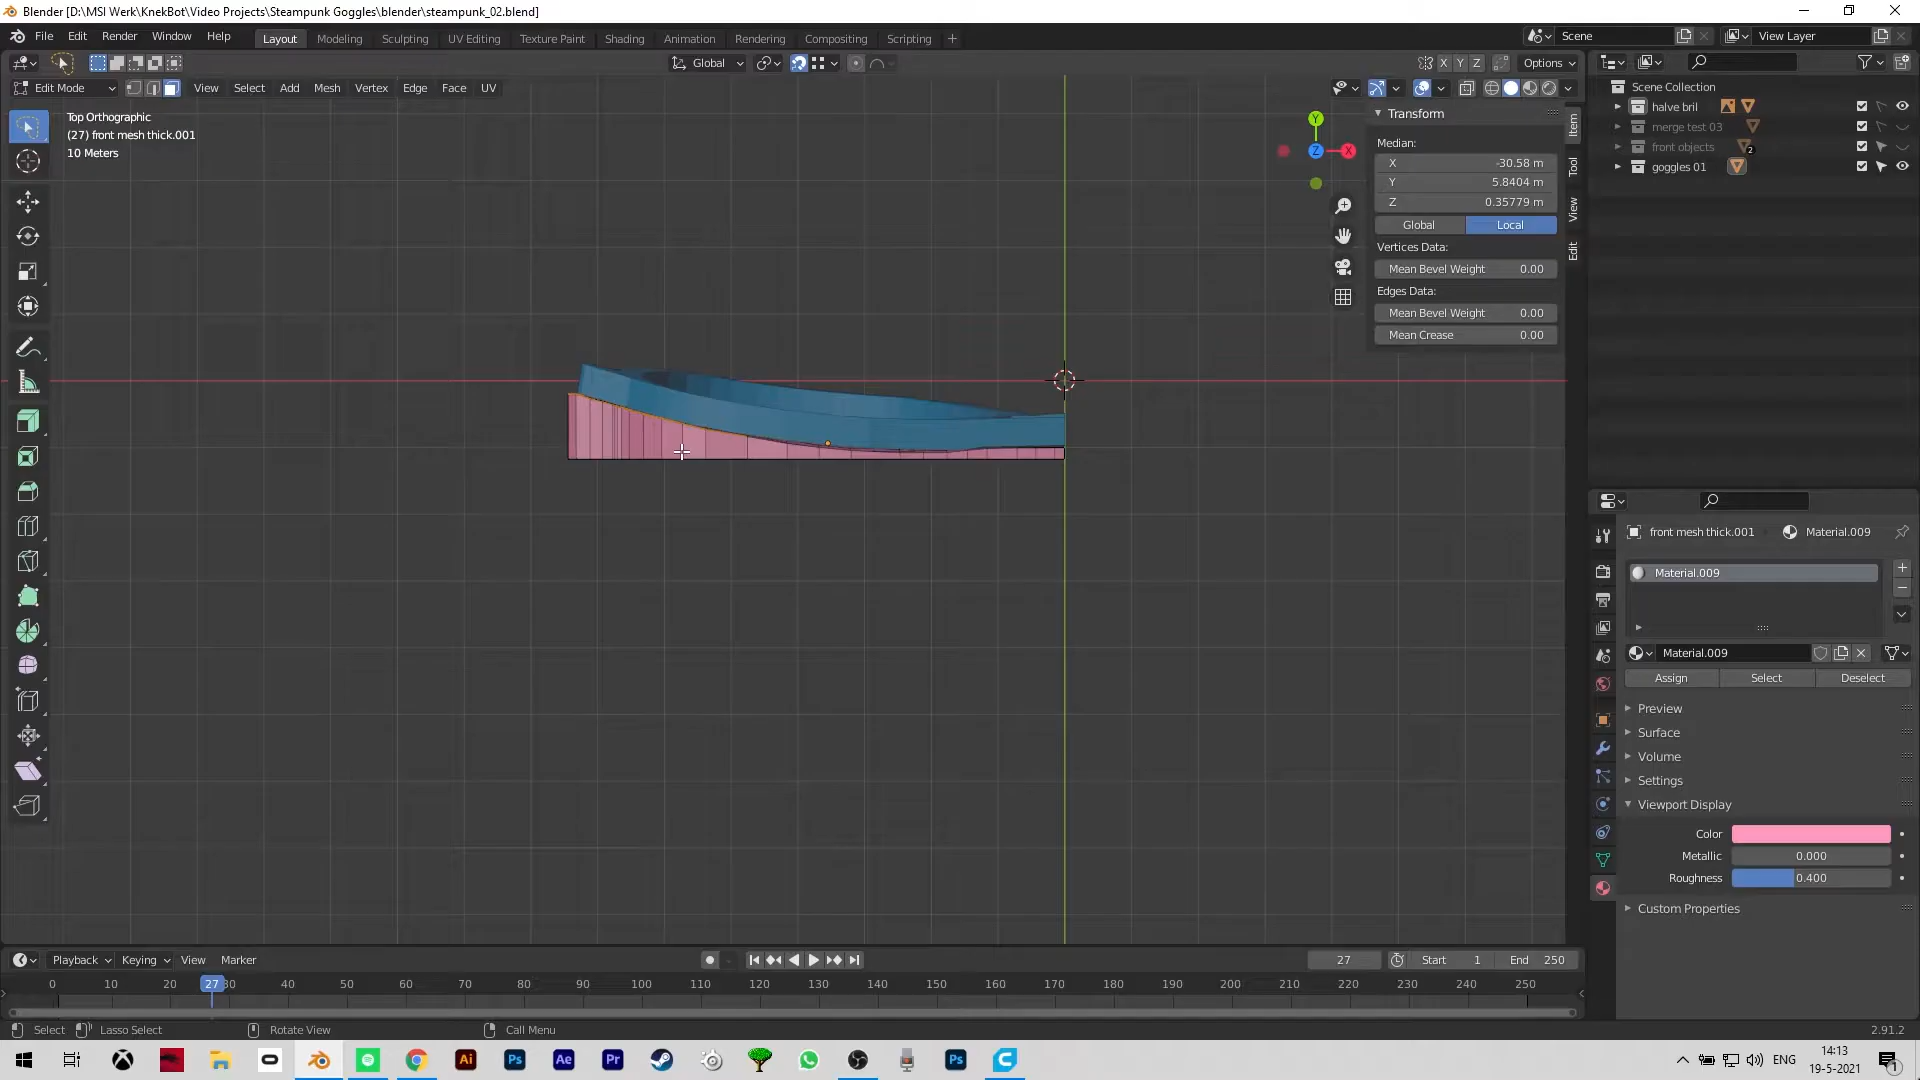 Blender [D:\MSI Werk\KnekBot\Video Projects\Steampunk Goggles\blender\steampunk_02.blend]
File Edit Render Window Help Layout Modeling Sculpting UV Editing Texture Paint Shading Animation Rendering Compositing Scripting + Scene View Layer
Global X Y Z Options
Edit Mode View Select Add Mesh Vertex Edge Face UV
Top Orthographic
(27) front mesh thick.001
10 Meters
Y
Z
X
Transform
Median:
X -30.58 m
Y 5.8404 m
Z 0.35779 m
Global Local
Vertices Data:
Mean Bevel Weight 0.00
Edges Data:
Mean Bevel Weight 0.00
Mean Crease 0.00
Item
Tool
View
Edit
Scene Collection
halve bril
merge test 03
front objects 2
goggles 01
front mesh thick.001 Material.009
Material.009
Material.009
Assign Select Deselect
Preview
Surface
Volume
Settings
Viewport Display
Color
Metallic 0.000
Roughness 0.400
Custom Properties
Playback Keying View Marker 27 Start 1 End 250
0 10 20 27 30 40 50 60 70 80 90 100 110 120 130 140 150 160 170 180 190 200 210 220 230 240 250
Select Lasso Select Rotate View Call Menu 2.91.2
Ai Ps Ae Pr Ps ENG 14:13
19-5-2021 1